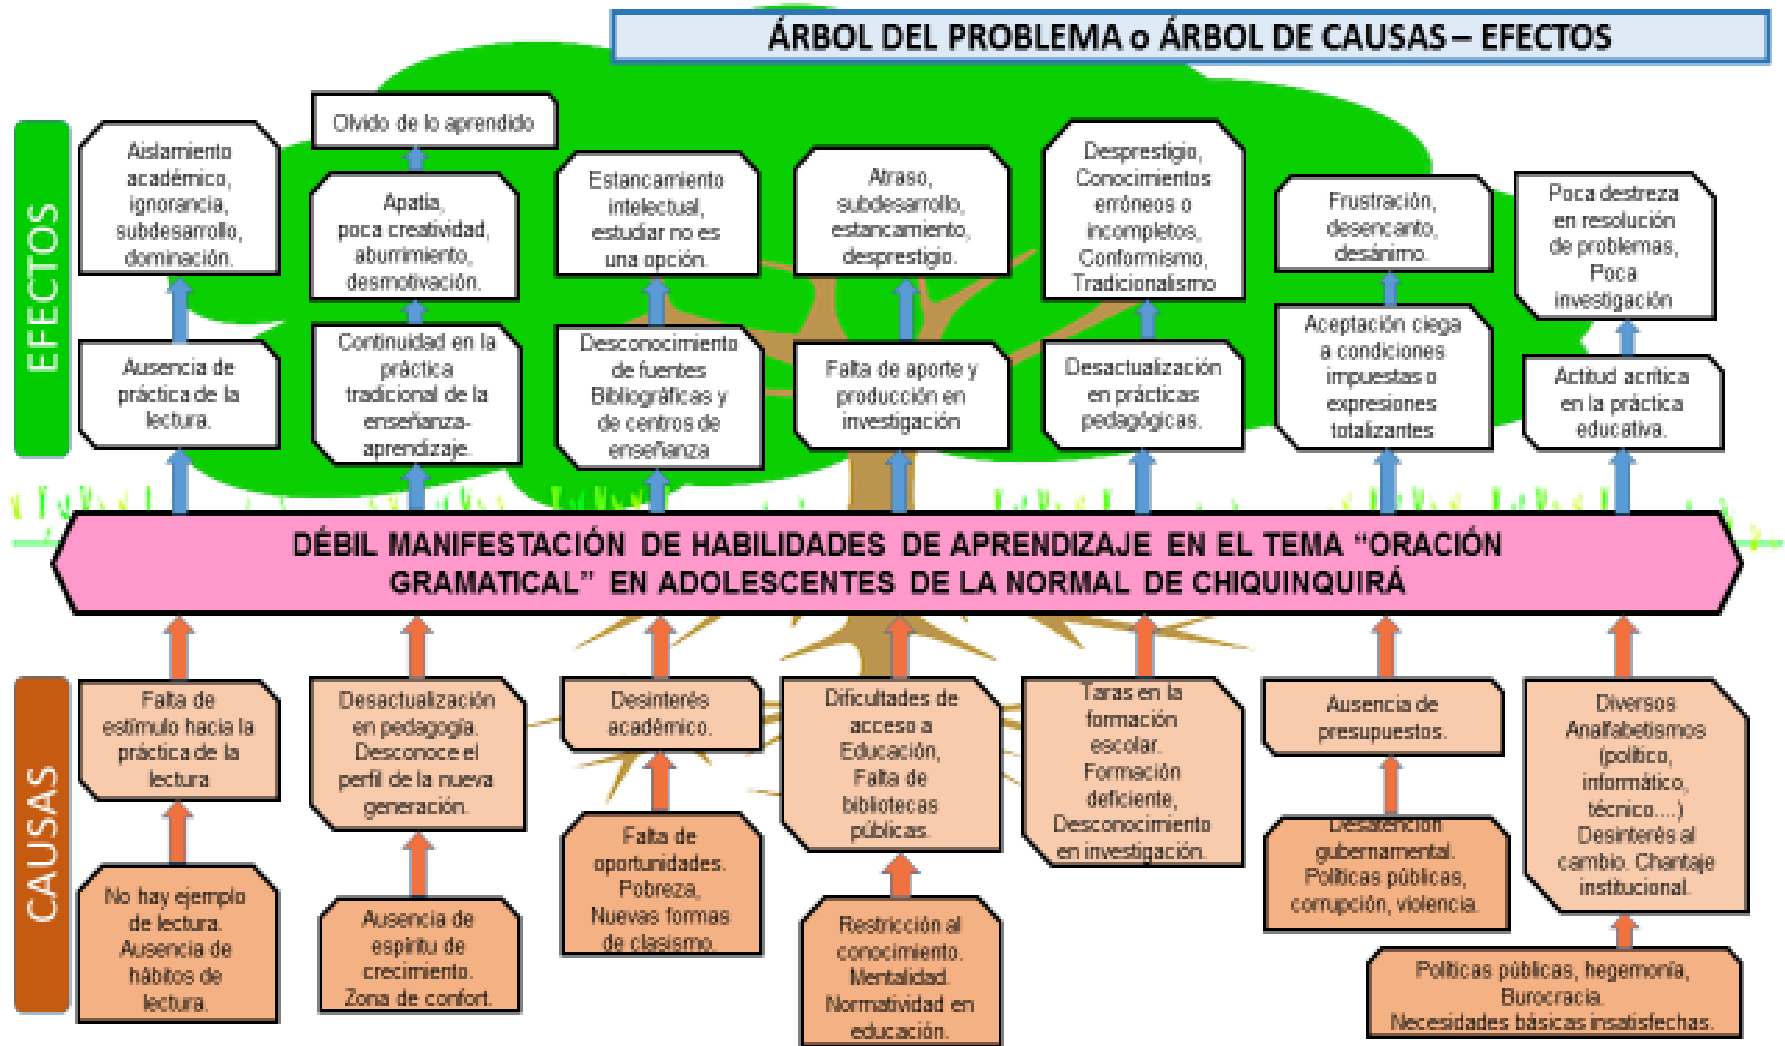 ÁRBOL DEL PROBLEMA o ÁRBOL DE CAUSAS – EFECTOS
EFECTOS
Aislamiento
académico,
ignorancia,
subdesarrollo,
dominación.
Olvido de lo aprendido
Apatía,
poca creatividad,
aburrimiento,
desmotivación.
Estancamiento
intelectual,
estudiar no es
una opción.
Atraso,
subdesarrollo,
estancamiento,
desprestigio.
Desprestigio,
Conocimientos
erróneos o
incompletos,
Conformismo,
Tradicionalismo
Frustración,
desencanto,
desánimo.
Poca destreza
en resolución
de problemas,
Poca
investigación
Ausencia de
práctica de la
lectura.
Continuidad en la
práctica
tradicional de la
enseñanza-
aprendizaje.
Desconocimiento
de fuentes
Bibliográficas y
de centros de
enseñanza
Falta de aporte y
producción en
investigación
Desactualización
en prácticas
pedagógicas.
Aceptación ciega
a condiciones
impuestas o
expresiones
totalizantes
Actitud acrítica
en la práctica
educativa.
DÉBIL MANIFESTACIÓN DE HABILIDADES DE APRENDIZAJE EN EL TEMA “ORACIÓN
GRAMATICAL” EN ADOLESCENTES DE LA NORMAL DE CHIQUINQUIRÁ
CAUSAS
Falta de
estímulo hacia la
práctica de la
lectura
Desactualización
en pedagogía.
Desconoce el
perfil de la nueva
generación.
Desinterés
académico.
Dificultades de
acceso a
Educación,
Falta de
bibliotecas
públicas.
Taras en la
formación
escolar.
Formación
deficiente,
Desconocimiento
en investigación.
Ausencia de
presupuestos.
Diversos
Analfabetismos
(político,
informático,
técnico....)
Desinterés al
cambio. Chantaje
institucional.
No hay ejemplo
de lectura.
Ausencia de
hábitos de
lectura.
Ausencia de
espíritu de
crecimiento.
Zona de confort.
Falta de
oportunidades.
Pobreza,
Nuevas formas
de clasismo.
Restricción al
conocimiento.
Mentalidad.
Normatividad en
educación.
Desatención
gubernamental.
Políticas públicas,
corrupción, violencia.
Políticas públicas, hegemonía,
Burocracia.
Necesidades básicas insatisfechas.